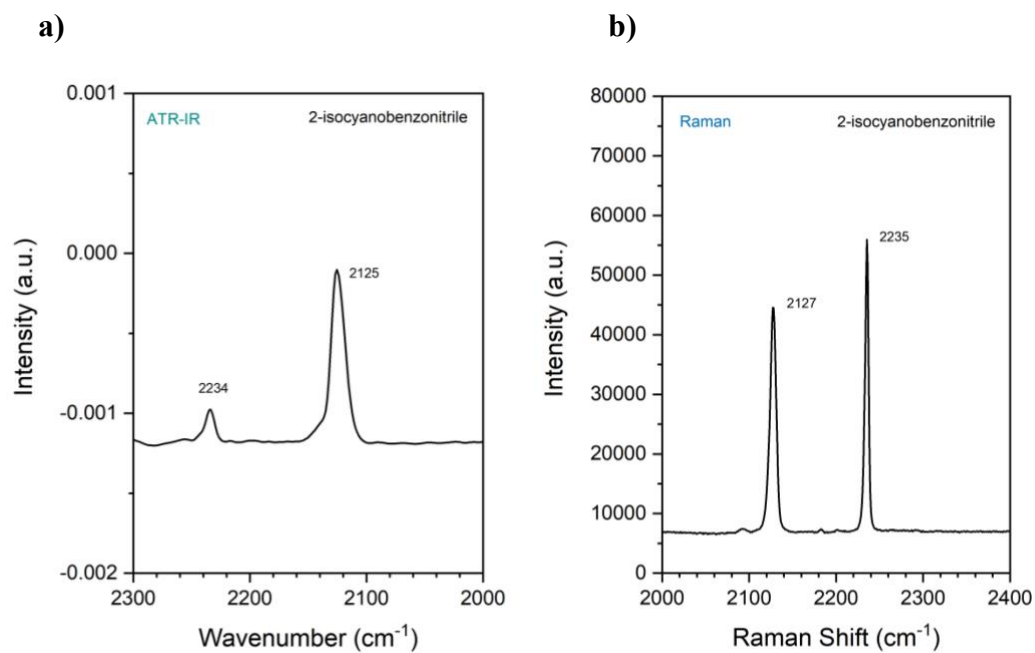 a)
b)
ATR-IR
2-isocyanobenzonitrile
2125
2234
0.001
0.000
-0.001
-0.002
2300
2200
2100
2000
Intensity (a.u.)
Wavenumber (cm-1)
Raman
2-isocyanobenzonitrile
2235
2127
80000
70000
60000
50000
40000
30000
20000
10000
0
2000
2100
2200
2300
2400
Intensity (a.u.)
Raman Shift (cm-1)